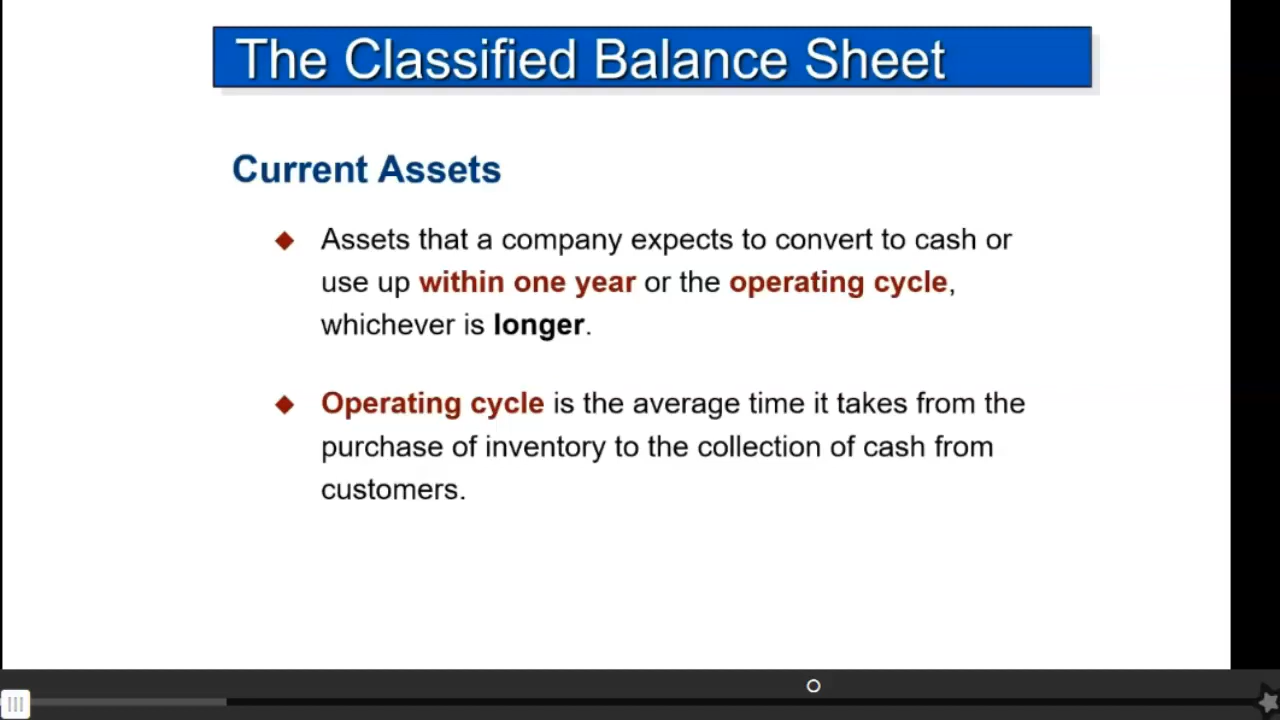 The Classified Balance Sheet
Current Assets
Assets that a company expects to convert to cash or
use up within one year or the operating cycle,
whichever is longer.
Operating cycle is the average time it takes from the
purchase of inventory to the collection of cash from
customers.